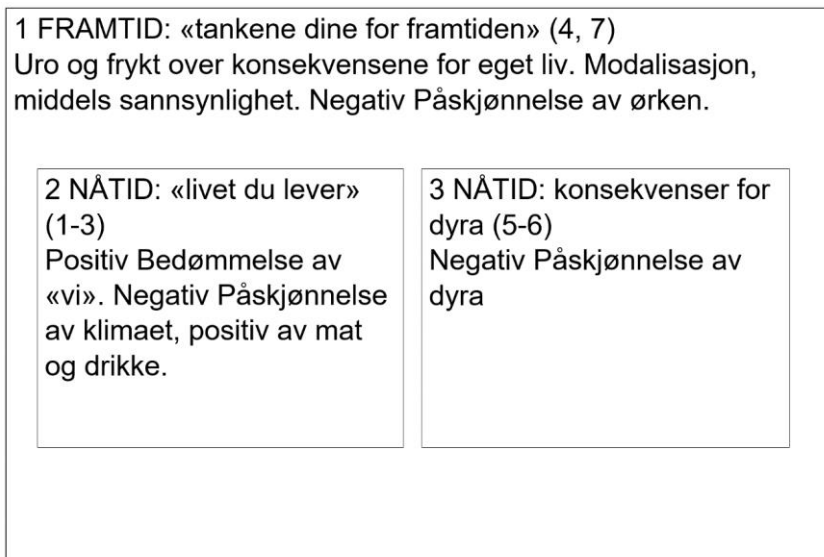 1 FRAMTID: «tankene dine for framtiden» (4, 7)
Uro og frykt over konsekvensene for eget liv. Modalisasjon,
middels sannsynlighet. Negativ Påskjønnelse av ørken.
2 NÅTID: «livet du lever»
(1-3)
Positiv Bedømmelse av
«vi». Negativ Påskjønnelse
av klimaet, positiv av mat
og drikke.
3 NÅTID: konsekvenser for
dyra (5-6)
Negativ Påskjønnelse av
dyra